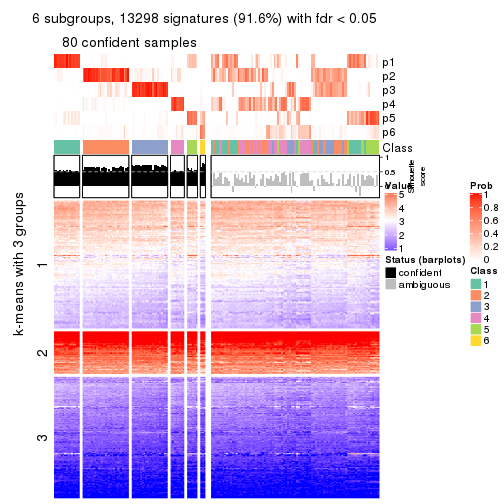 6 subgroups, 13298 signatures (91.6%) with fdr < 0.05
80 confident samples
p1
p2
p3
p4
p5
p6
Class
1
0.5
0
Silhouette
score
k-means with 3 groups
1
2
3
Value
5
4
3
2
1
Status (barplots)
confident
ambiguous
Prob
1
0.8
0.6
0.4
0.2
0
Class
1
2
3
4
5
6